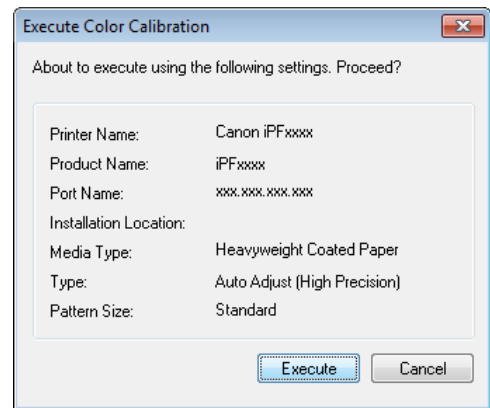 Execute Color Calibration
About to execute using the following settings. Proceed?
Printer Name: Canon iPFxxxx
Product Name: iPFxxxx
Port Name: xxx.xxx.xxx.xxx
Installation Location:
Media Type: Heavyweight Coated Paper
Type: Auto Adjust (High Precision)
Pattern Size: Standard
Execute Cancel